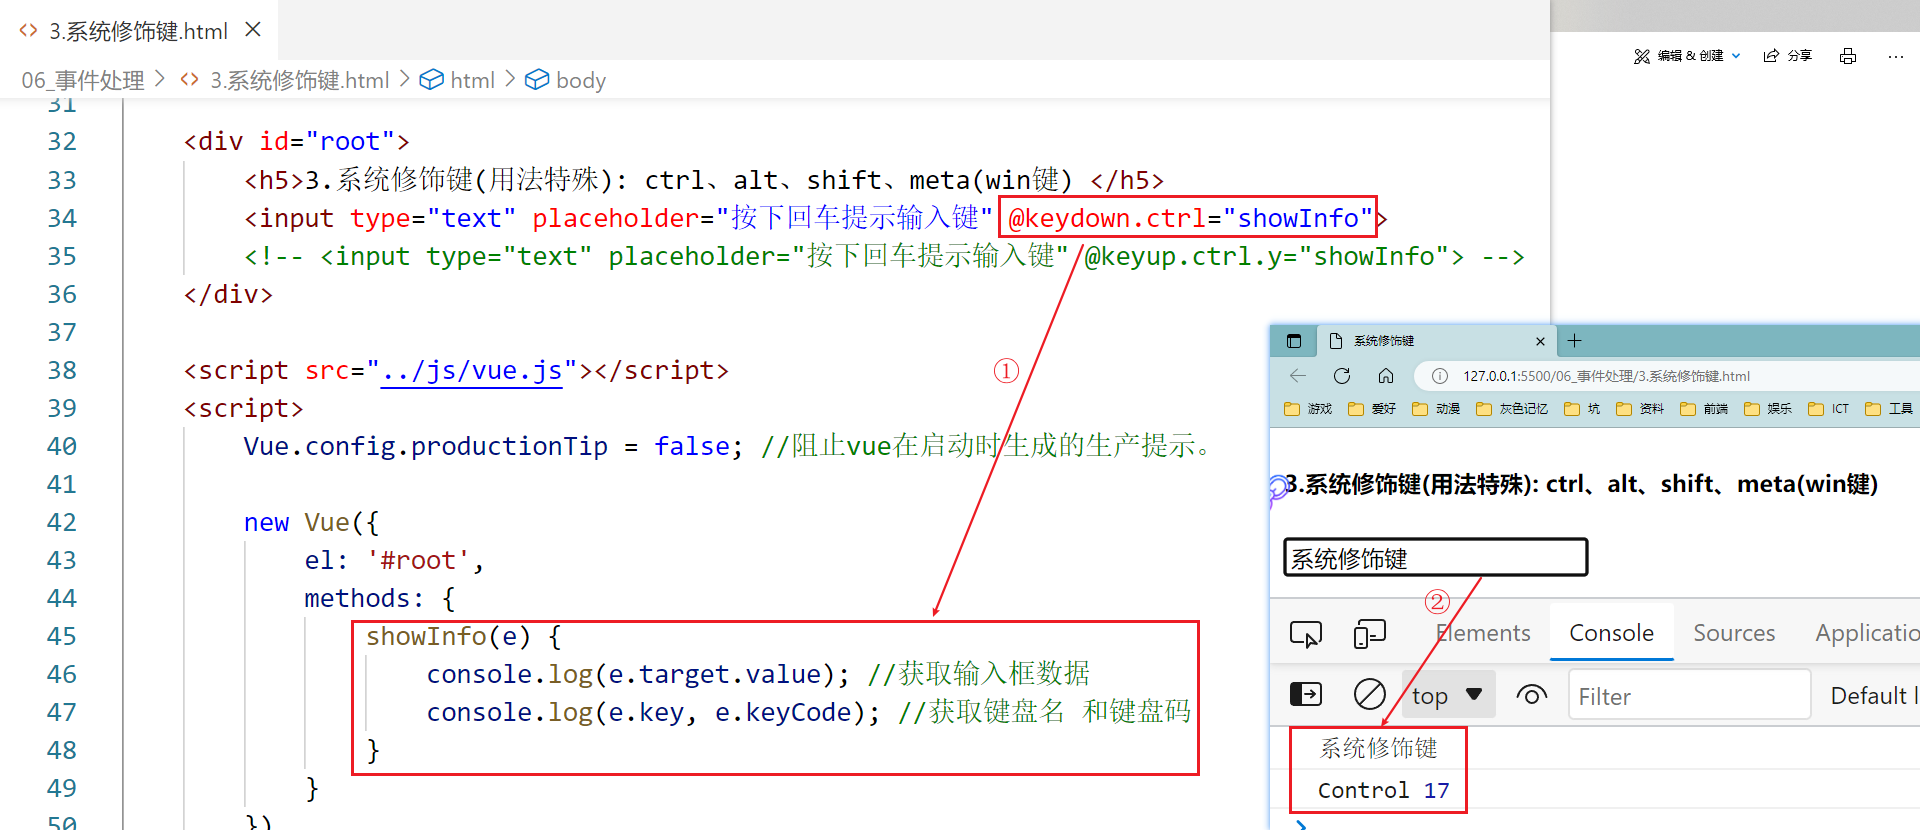 3.系统修饰键.html
06_事件处理 > 3.系统修饰键.html > html > body
编辑 & 创建 分享 ...
31
32 <div id="root">
33 <h5>3.系统修饰键(用法特殊): ctrl、alt、shift、meta(win键) </h5>
34 <input type="text" placeholder="按下回车提示输入键" @keydown.ctrl="showInfo">
35 <!-- <input type="text" placeholder="按下回车提示输入键" @keyup.ctrl.y="showInfo"> -->
36 </div>
37
38 <script src="../js/vue.js"></script>
39 <script>
40 Vue.config.productionTip = false; //阻止vue在启动时生成的生产提示。
41
42 new Vue({
43 el: '#root',
44 methods: {
45 showInfo(e) {
46 console.log(e.target.value); //获取输入框数据
47 console.log(e.key, e.keyCode); //获取键盘名 和键盘码
48 }
49 }
50 })
①
系统修饰键
127.0.0.1:5500/06_事件处理/3.系统修饰键.html
游戏 爱好 动漫 灰色记忆 坑 资料 前端 娱乐 ICT 工具
3.系统修饰键(用法特殊): ctrl、alt、shift、meta(win键)
系统修饰键
②
Elements Console Sources Applicatio
top Filter Default l
系统修饰键
Control 17